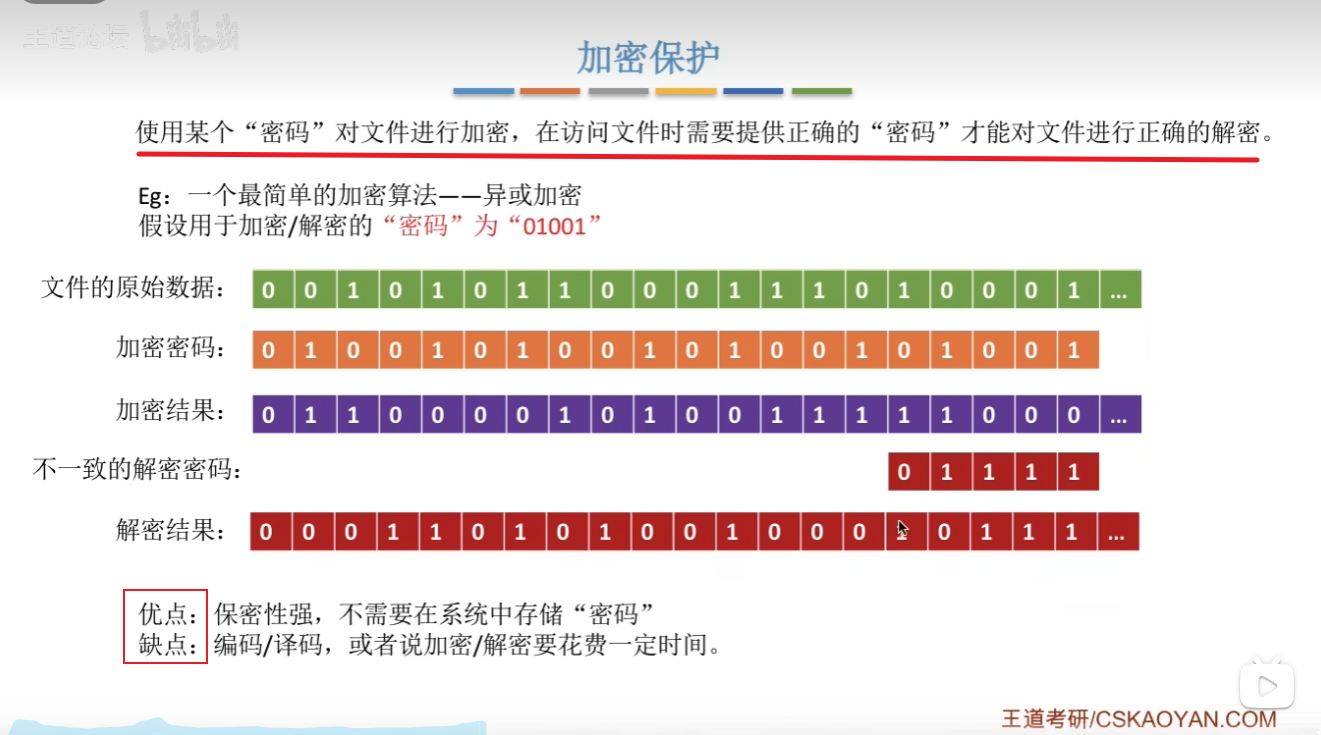 王道论坛 bilibili
加密保护
使用某个“密码”对文件进行加密，在访问文件时需要提供正确的“密码”才能对文件进行正确的解密。
Eg：一个最简单的加密算法——异或加密
假设用于加密/解密的“密码”为“01001”
文件的原始数据： 0 0 1 0 1 0 1 1 0 0 0 1 1 1 0 1 0 0 0 1 ...
加密密码： 0 1 0 0 1 0 1 0 0 1 0 1 0 0 1 0 1 0 0 1
加密结果： 0 1 1 0 0 0 0 1 0 1 0 0 1 1 1 1 1 0 0 0 ...
不一致的解密密码： 0 1 1 1 1
解密结果： 0 0 0 1 1 0 1 0 1 0 0 1 0 0 0 1 0 1 1 1 ...
优点：保密性强，不需要在系统中存储“密码”
缺点：编码/译码，或者说加密/解密要花费一定时间。
王道考研/CSKAOYAN.COM